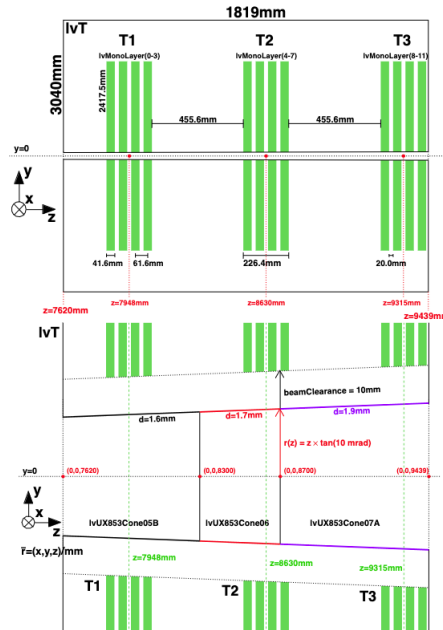 1819mm
lvT
T1
T2
T3
lvMonoLayer(0-3)
lvMonoLayer(4-7)
lvMonoLayer(8-11)
3040mm
2417.5mm
455.6mm
455.6mm
y=0
y
x
z
41.6mm
61.6mm
226.4mm
20.0mm
z=7620mm
z=7948mm
z=8630mm
z=9315mm
z=9439mm
lvT
beamClearance = 10mm
d=1.6mm
d=1.7mm
d=1.9mm
r(z) = z × tan(10 mrad)
y=0
(0,0,7620)
(0,0,8300)
(0,0,8700)
(0,0,9439)
y
x
z
lvUX853Cone05B
lvUX853Cone06
lvUX853Cone07A
r̄=(x,y,z)/mm
z=7948mm
z=8630mm
z=9315mm
T1
T2
T3